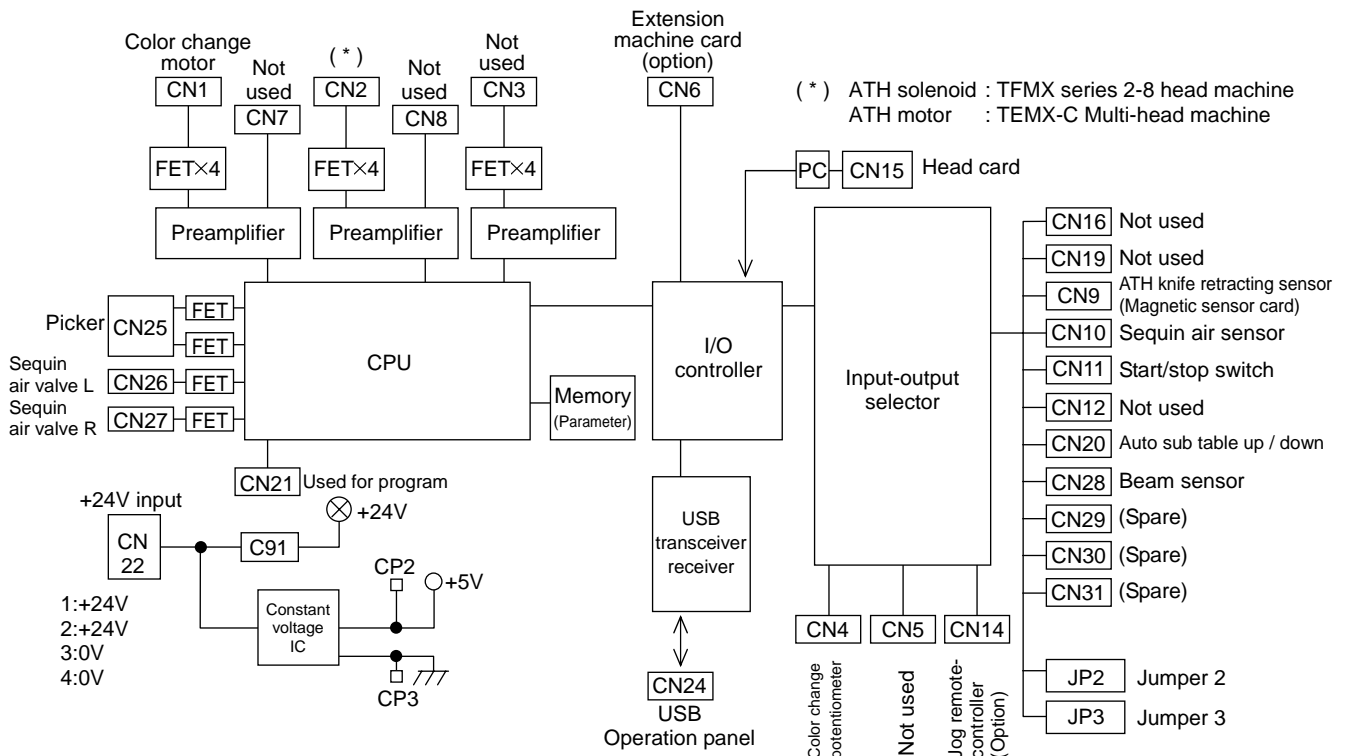 Color change
motor
CN1
Not
used
CN7
( * )
CN2
Not
used
CN8
Not
used
CN3
Extension
machine card
(option)
CN6
( * ) ATH solenoid : TFMX series 2-8 head machine
ATH motor : TEMX-C Multi-head machine
FET×4
FET×4
FET×4
PC
CN15
Head card
Preamplifier
Preamplifier
Preamplifier
Picker
CN25
FET
FET
Sequin
air valve L
CN26
FET
Sequin
air valve R
CN27
FET
CPU
Memory
(Parameter)
I/O
controller
Input-output
selector
CN16 Not used
CN19 Not used
CN9 ATH knife retracting sensor
(Magnetic sensor card)
CN10 Sequin air sensor
CN11 Start/stop switch
CN12 Not used
CN20 Auto sub table up / down
CN28 Beam sensor
CN29 (Spare)
CN30 (Spare)
CN31 (Spare)
JP2 Jumper 2
JP3 Jumper 3
CN21 Used for program
+24V input
CN
22
C91
+24V
1:+24V
2:+24V
3:0V
4:0V
Constant
voltage
IC
CP2
+5V
CP3
USB
transceiver
receiver
CN24
USB
Operation panel
CN4
Color change
potentiometer
CN5
Not used
CN14
Jog remote-
controller
(Option)